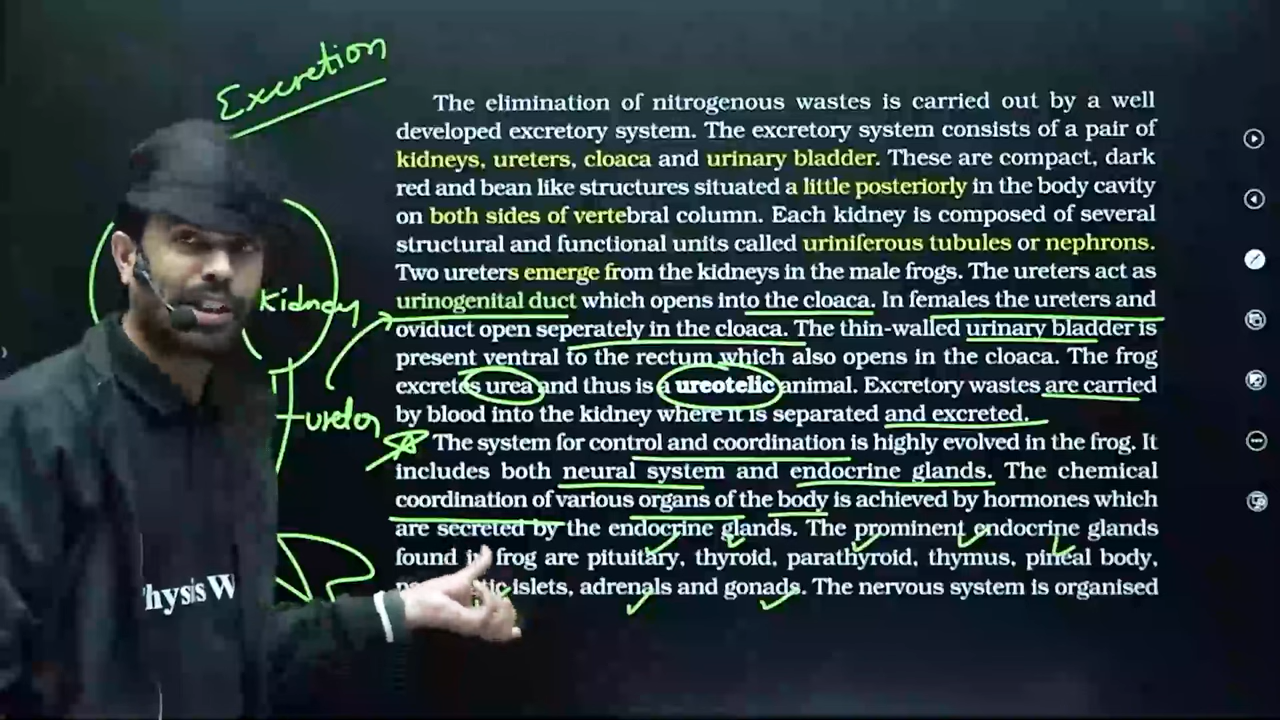 Excretion
The elimination of nitrogenous wastes is carried out by a well
developed excretory system. The excretory system consists of a pair of
kidneys, ureters, cloaca and urinary bladder. These are compact, dark
red and bean like structures situated a little posteriorly in the body cavity
on both sides of vertebral column. Each kidney is composed of several
structural and functional units called uriniferous tubules or nephrons.
Two ureters emerge from the kidneys in the male frogs. The ureters act as
urinogenital duct which opens into the cloaca. In females the ureters and
oviduct open seperately in the cloaca. The thin-walled urinary bladder is
present ventral to the rectum which also opens in the cloaca. The frog
excretes urea and thus is a ureotelic animal. Excretory wastes are carried
by blood into the kidney where it is separated and excreted.
The system for control and coordination is highly evolved in the frog. It
includes both neural system and endocrine glands. The chemical
coordination of various organs of the body is achieved by hormones which
are secreted by the endocrine glands. The prominent endocrine glands
found in frog are pituitary, thyroid, parathyroid, thymus, pineal body,
islets, adrenals and gonads. The nervous system is organised
Kidney
ureter